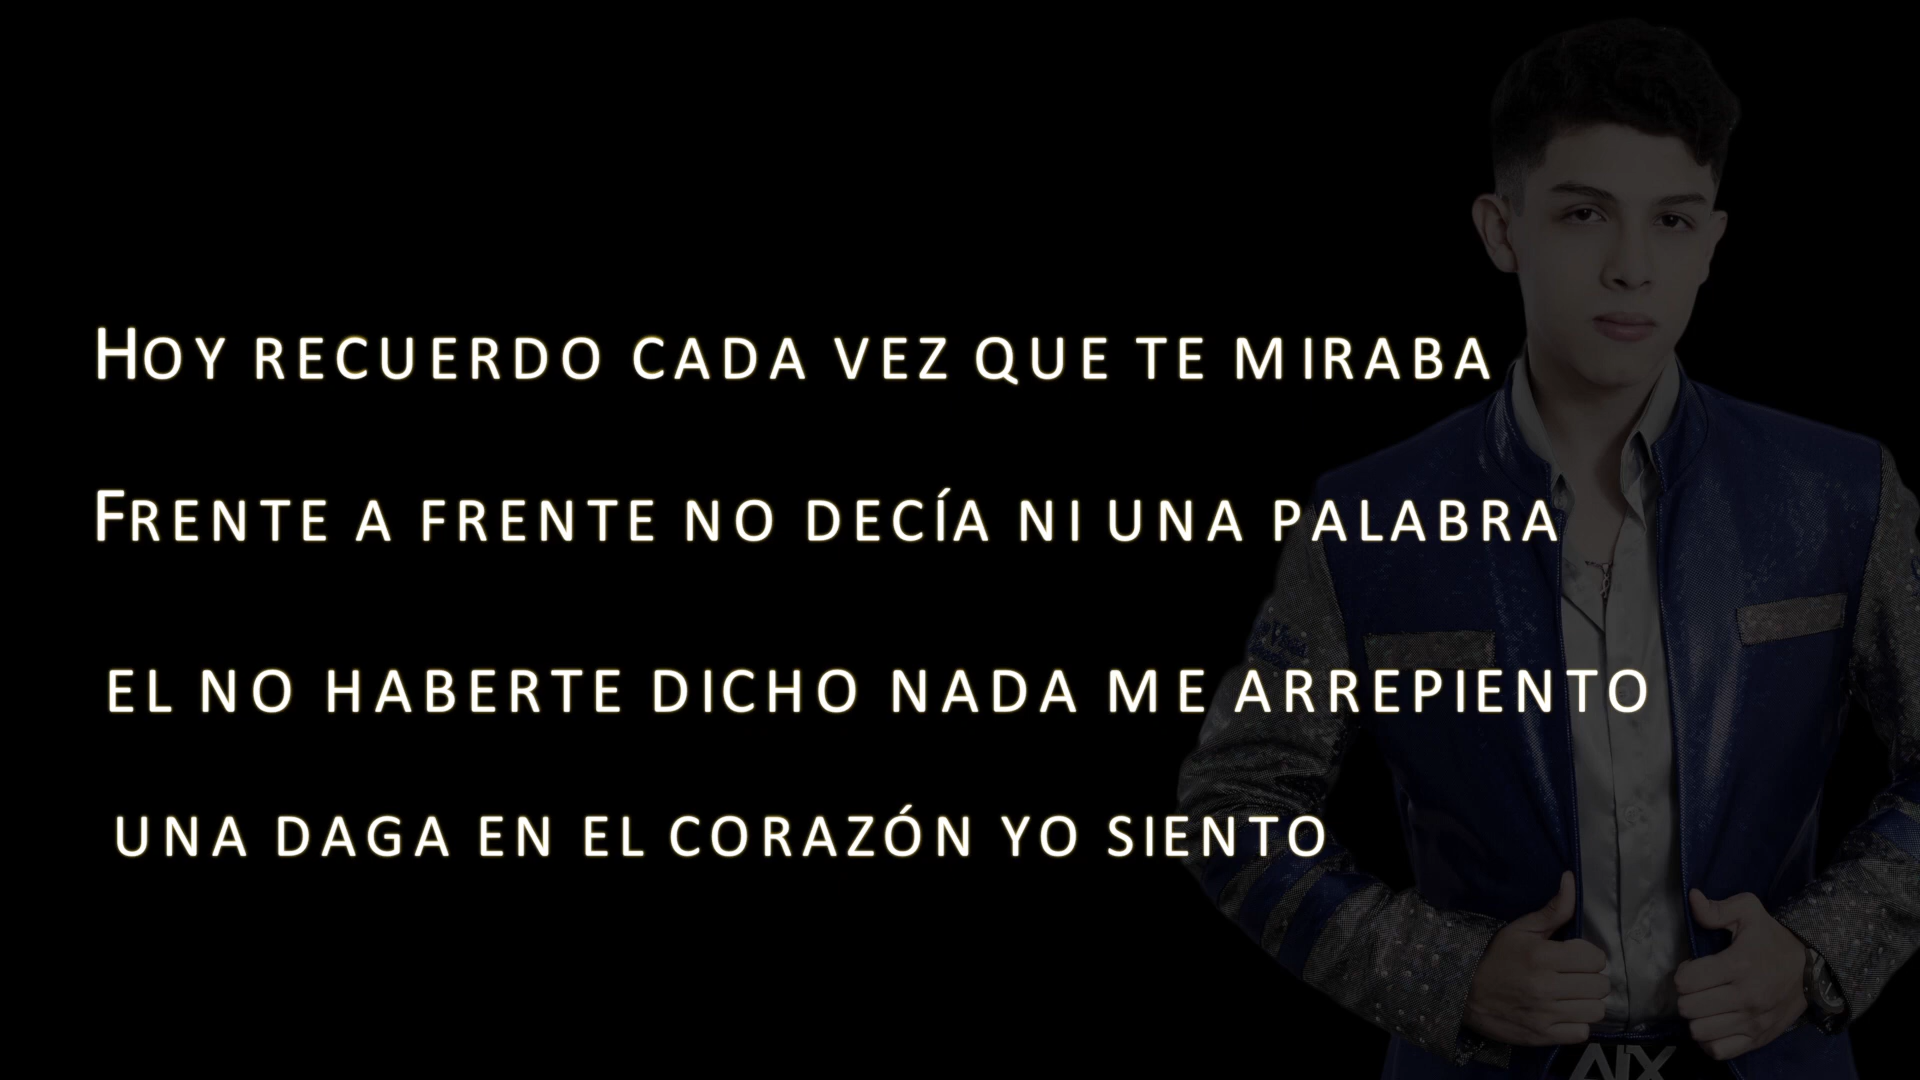 HOY RECUERDO CADA VEZ QUE TE MIRABA
FRENTE A FRENTE NO DECÍA NI UNA PALABRA
EL NO HABERTE DICHO NADA ME ARREPIENTO
UNA DAGA EN EL CORAZÓN YO SIENTO